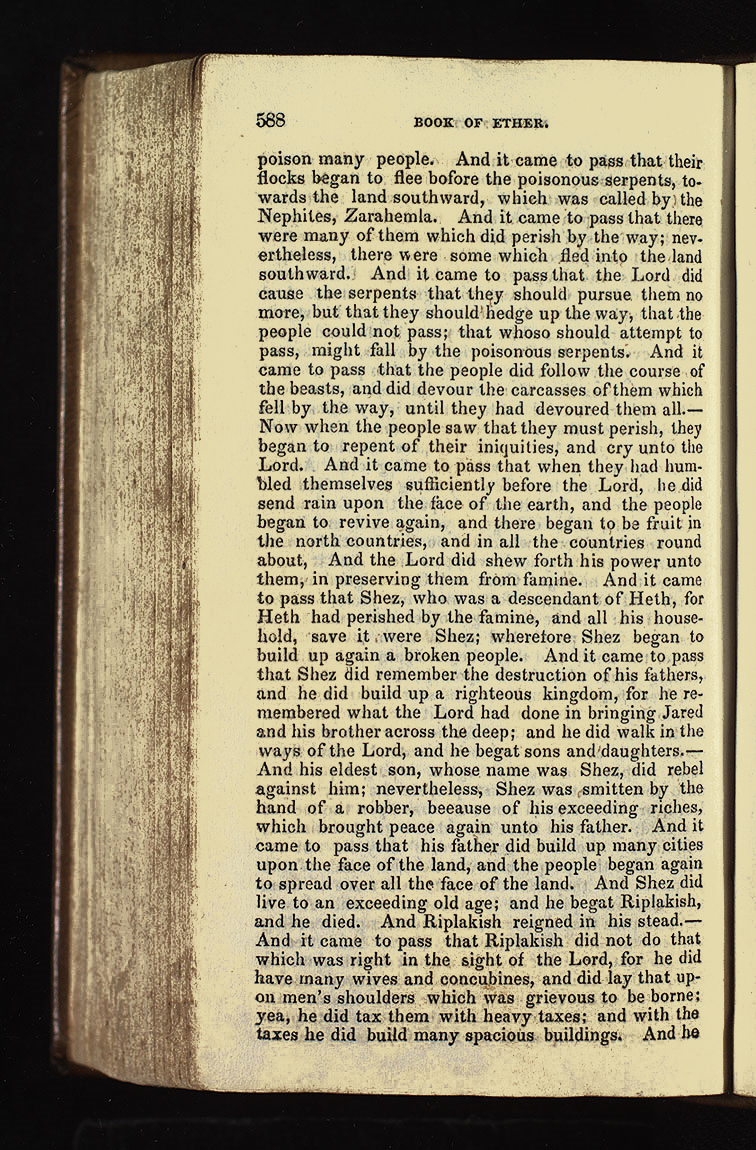 588 BOOK OF ETHER.
poison many people. And it came to pass that their
flocks began to flee bofore the poisonous serpents, to-
wards the land southward, which was called by the
Nephites, Zarahemla. And it came to pass that there
were many of them which did perish by the way; nev-
ertheless, there were some which fled into the land
southward. And it came to pass that the Lord did
cause the serpents that they should pursue them no
more, but that they should hedge up the way, that the
people could not pass; that whoso should attempt to
pass, might fall by the poisonous serpents. And it
came to pass that the people did follow the course of
the beasts, and did devour the carcasses of them which
fell by the way, until they had devoured them all.—
Now when the people saw that they must perish, they
began to repent of their iniquities, and cry unto the
Lord. And it came to pass that when they had hum-
bled themselves sufficiently before the Lord, he did
send rain upon the face of the earth, and the people
began to revive again, and there began to be fruit in
the north countries, and in all the countries round
about, And the Lord did shew forth his power unto
them, in preserving them from famine. And it came
to pass that Shez, who was a descendant of Heth, for
Heth had perished by the famine, and all his house-
hold, save it were Shez; wherefore Shez began to
build up again a broken people. And it came to pass
that Shez did remember the destruction of his fathers,
and he did build up a righteous kingdom, for he re-
membered what the Lord had done in bringing Jared
and his brother across the deep; and he did walk in the
ways of the Lord, and he begat sons and daughters.—
And his eldest son, whose name was Shez, did rebel
against him; nevertheless, Shez was smitten by the
hand of a robber, beeause of his exceeding riches,
which brought peace again unto his father. And it
came to pass that his father did build up many cities
upon the face of the land, and the people began again
to spread over all the face of the land. And Shez did
live to an exceeding old age; and he begat Riplakish,
and he died. And Riplakish reigned in his stead.—
And it came to pass that Riplakish did not do that
which was right in the sight of the Lord, for he did
have many wives and concubines, and did lay that up-
on men's shoulders which was grievous to be borne;
yea, he did tax them with heavy taxes; and with the
taxes he did build many spacious buildings. And he